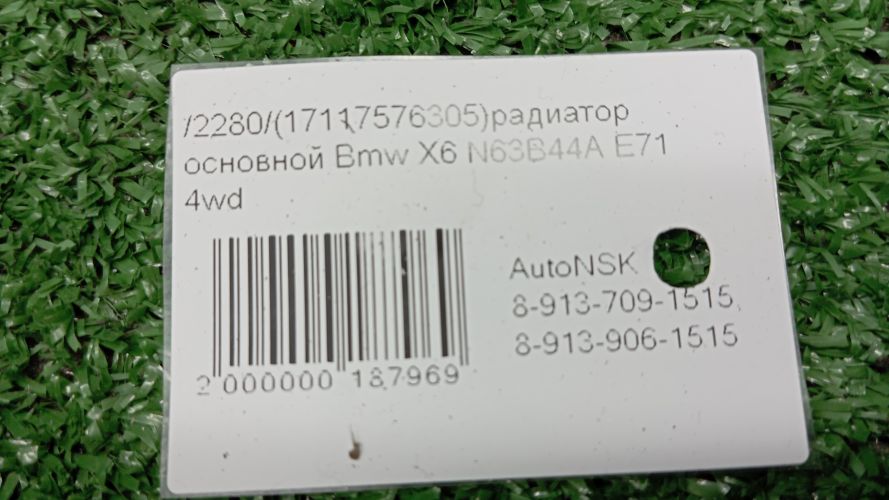 /2280/(17117576305)радиатор
основной Bmw X6 N63B44A E71
4wd
AutoNSK
8-913-709-1515,
8-913-906-1515
2 000000 187969